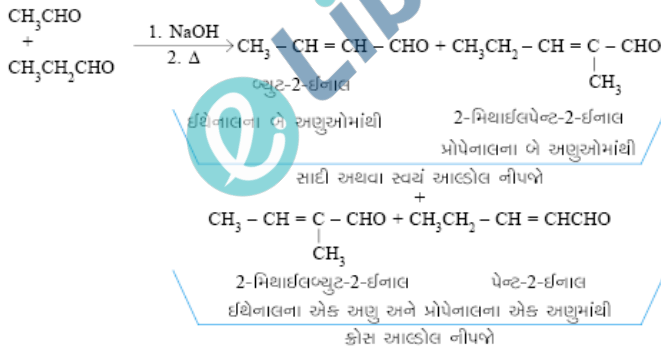 CH₃CHO
+
CH₃CH₂CHO
1. NaOH
2. Δ
CH₃ – CH = CH – CHO + CH₃CH₂ – CH = C – CHO
CH₃
બ્યુટ-2-ઈનાલ
ઈથેનાલના બે અણુઓમાંથી
2-મિથાઈલપેન્ટ-2-ઈનાલ
પ્રોપેનાલના બે અણુઓમાંથી
સાદી અથવા સ્વયં આલ્ડોલ નીપજો
+
CH₃ – CH = C – CHO + CH₃CH₂ – CH = CHCHO
CH₃
2-મિથાઈલબ્યુટ-2-ઈનાલ પેન્ટ-2-ઈનાલ
ઈથેનાલના એક અણુ અને પ્રોપેનાલના એક અણુમાંથી
ક્રોસ આલ્ડોલ નીપજો